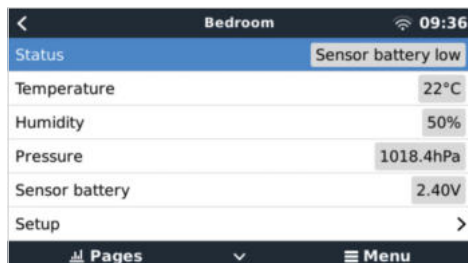 Bedroom 09:36
Status Sensor battery low
Temperature 22°C
Humidity 50%
Pressure 1018.4hPa
Sensor battery 2.40V
Setup
Pages Menu